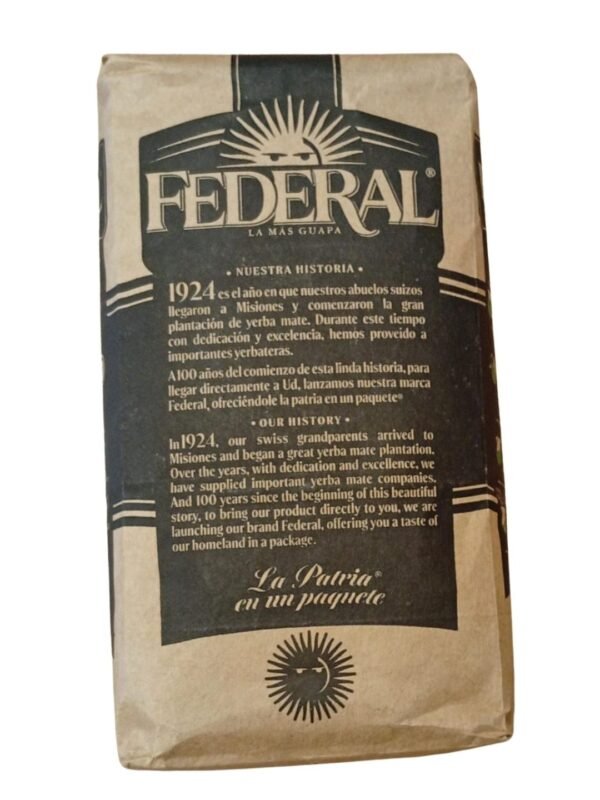 FEDERAL®
LA MÁS GUAPA
• NUESTRA HISTORIA •
1924 es el año en que nuestros abuelos suizos
llegaron a Misiones y comenzaron la gran
plantación de yerba mate. Durante este tiempo
con dedicación y excelencia, hemos proveido a
importantes yerbateras.
A 100 años del comienzo de esta linda historia, para
llegar directamente a Ud, lanzamos nuestra marca
Federal, ofreciéndole la patria en un paquete®
• OUR HISTORY •
In 1924, our swiss grandparents arrived to
Misiones and began a great yerba mate plantation.
Over the years, with dedication and excellence, we
have supplied important yerba mate companies.
And 100 years since the beginning of this beautiful
story, to bring our product directly to you, we are
launching our brand Federal, offering you a taste of
our homeland in a package.
La Patria®
en un paquete